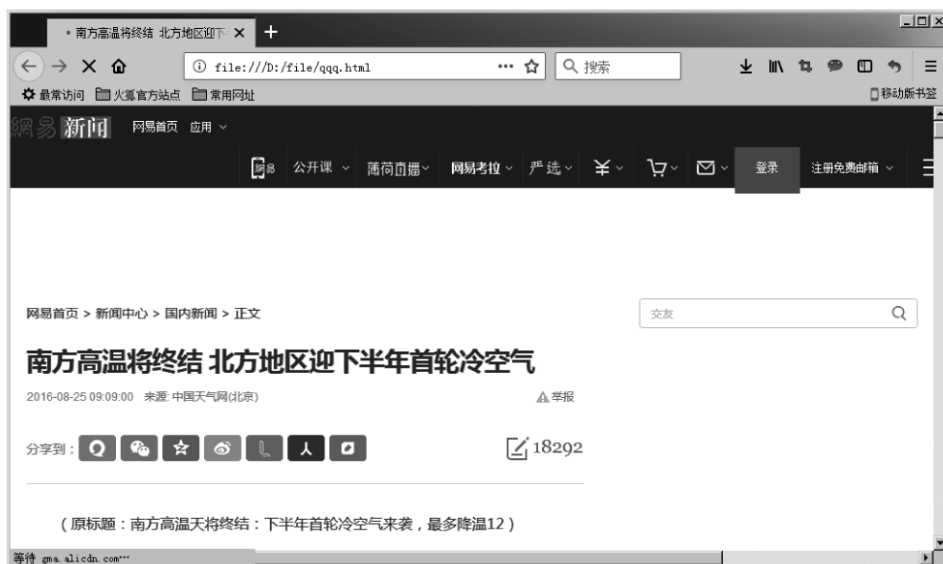 南方高温将终结 北方地区迎下
file:///D:/file/qqq.html
搜索
最常访问 火狐官方站点 常用网址 移动版书签
網易 新闻 网易首页 应用
公开课 薄荷直播 网易考拉 严选 登录 注册免费邮箱
网易首页 > 新闻中心 > 国内新闻 > 正文 交友
南方高温将终结 北方地区迎下半年首轮冷空气
2016-08-25 09:09:00 来源: 中国天气网(北京) 举报
分享到: 18292
(原标题:南方高温天将终结:下半年首轮冷空气来袭,最多降温12)
等待 gma.alicdn.com…